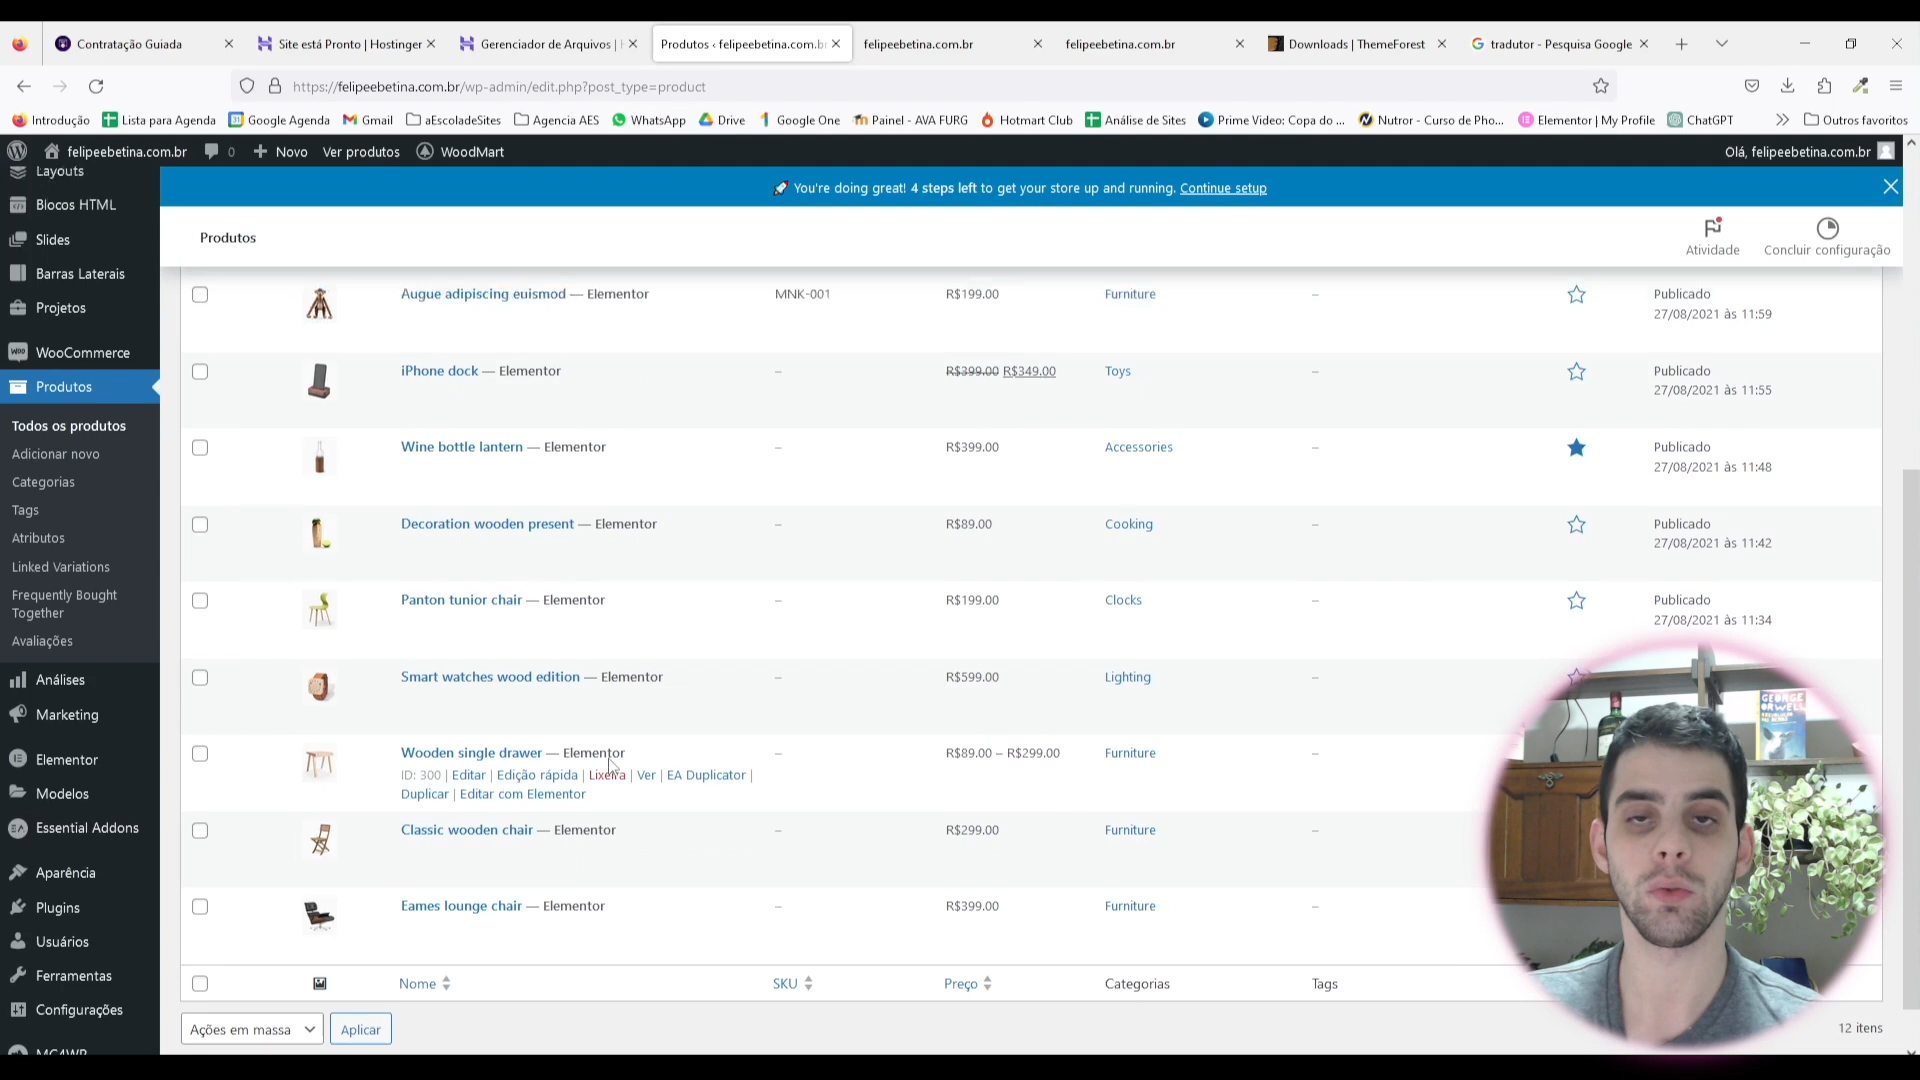 Contratação Guiada
Site está Pronto | Hostinger
Gerenciador de Arquivos |
Produtos ‹ felipeebetina.com.b
felipeebetina.com.br
felipeebetina.com.br
Downloads | ThemeForest
tradutor - Pesquisa Google
https://felipeebetina.com.br/wp-admin/edit.php?post_type=product
Introdução
Lista para Agenda
Google Agenda
Gmail
aEscoladeSites
Agencia AES
WhatsApp
Drive
Google One
Painel - AVA FURG
Hotmart Club
Análise de Sites
Prime Video: Copa do ...
Nutror - Curso de Pho...
Elementor | My Profile
ChatGPT
Outros favoritos
felipeebetina.com.br
0
Novo
Ver produtos
WoodMart
Olá, felipeebetina.com.br
Layouts
Blocos HTML
Slides
Barras Laterais
Projetos
WooCommerce
Produtos
Todos os produtos
Adicionar novo
Categorias
Tags
Atributos
Linked Variations
Frequently Bought
Together
Avaliações
Análises
Marketing
Elementor
Modelos
Essential Addons
Aparência
Plugins
Usuários
Ferramentas
Configurações
MC4WP
You're doing great! 4 steps left to get your store up and running. Continue setup
Produtos
Atividade
Concluir configuração
Augue adipiscing euismod — Elementor
MNK-001
R$199.00
Furniture
–
Publicado
27/08/2021 às 11:59
iPhone dock — Elementor
–
R$399.00 R$349.00
Toys
–
Publicado
27/08/2021 às 11:55
Wine bottle lantern — Elementor
–
R$399.00
Accessories
–
Publicado
27/08/2021 às 11:48
Decoration wooden present — Elementor
–
R$89.00
Cooking
–
Publicado
27/08/2021 às 11:42
Panton tunior chair — Elementor
–
R$199.00
Clocks
–
Publicado
27/08/2021 às 11:34
Smart watches wood edition — Elementor
–
R$599.00
Lighting
–
Wooden single drawer — Elementor
–
R$89.00 – R$299.00
Furniture
–
ID: 300 | Editar | Edição rápida | Lixeira | Ver | EA Duplicator |
Duplicar | Editar com Elementor
Classic wooden chair — Elementor
–
R$299.00
Furniture
–
Eames lounge chair — Elementor
–
R$399.00
Furniture
–
Nome
SKU
Preço
Categorias
Tags
Ações em massa
Aplicar
12 itens
GEORGE
ORWELL